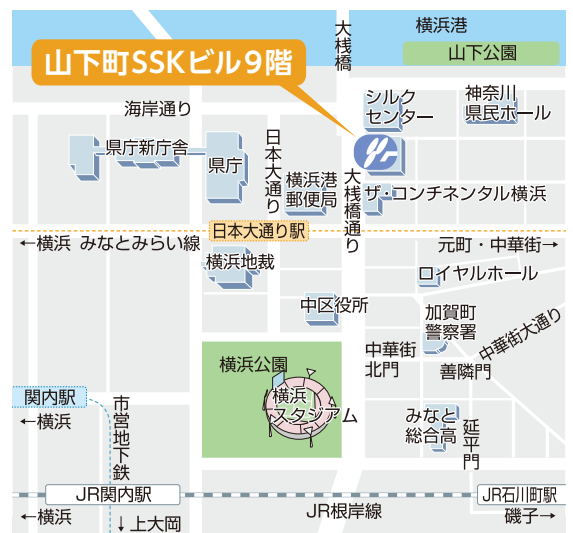 大桟橋
横浜港
山下公園
山下町SSKビル9階
シルク
センター
神奈川
県民ホール
海岸通り
県庁新庁舎
県庁
日本大通り
横浜港
郵便局
大桟橋通り
ザ・コンチネンタル横浜
日本大通り駅
←横浜 みなとみらい線
元町・中華街→
横浜地裁
ロイヤルホール
中区役所
加賀町
警察署
中華街大通り
中華街
北門
善隣門
横浜公園
横浜
スタジアム
関内駅
←横浜
市営地下鉄
みなと
総合高
延平門
JR関内駅
JR石川町駅
←横浜
↓上大岡
JR根岸線
磯子→